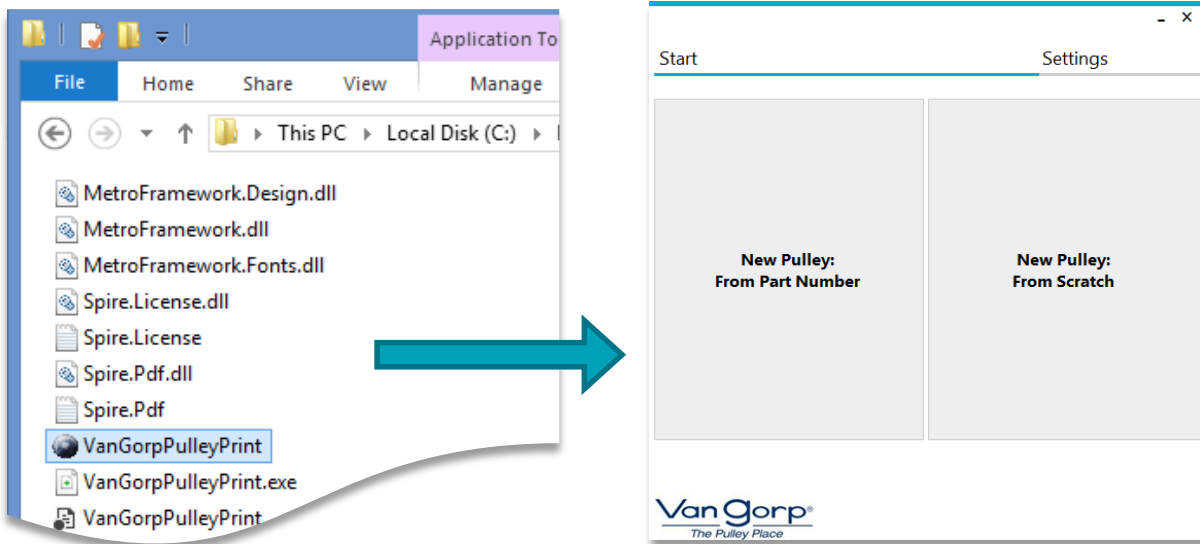 Application To
File Home Share View Manage
This PC Local Disk (C:)
MetroFramework.Design.dll
MetroFramework.dll
MetroFramework.Fonts.dll
Spire.License.dll
Spire.License
Spire.Pdf.dll
Spire.Pdf
VanGorpPulleyPrint
VanGorpPulleyPrint.exe
VanGorpPulleyPrint
Start Settings
New Pulley:
From Part Number
New Pulley:
From Scratch
Van Gorp®
The Pulley Place